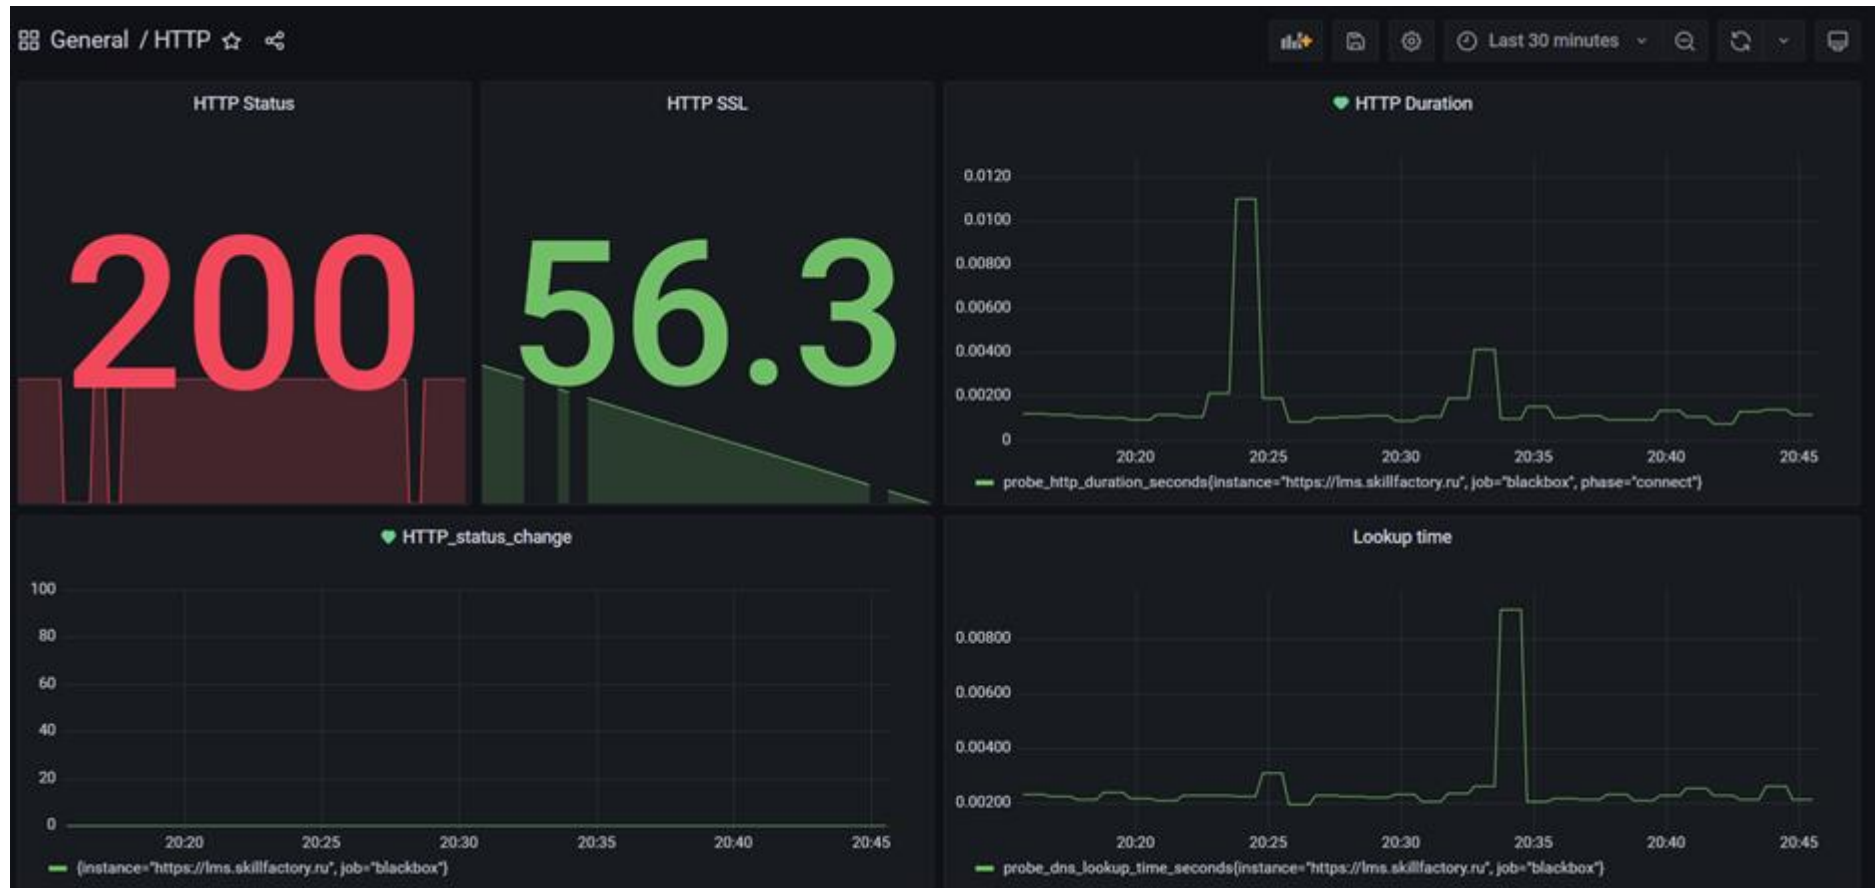 General / HTTP
Last 30 minutes
HTTP Status
200
HTTP SSL
56.3
HTTP Duration
0.0120
0.0100
0.00800
0.00600
0.00400
0.00200
0
20:20 20:25 20:30 20:35 20:40 20:45
probe_http_duration_seconds{instance="https://lms.skillfactory.ru", job="blackbox", phase="connect"}
HTTP_status_change
100
80
60
40
20
0
20:20 20:25 20:30 20:35 20:40 20:45
{instance="https://lms.skillfactory.ru", job="blackbox"}
Lookup time
0.00800
0.00600
0.00400
0.00200
20:20 20:25 20:30 20:35 20:40 20:45
probe_dns_lookup_time_seconds{instance="https://lms.skillfactory.ru", job="blackbox"}